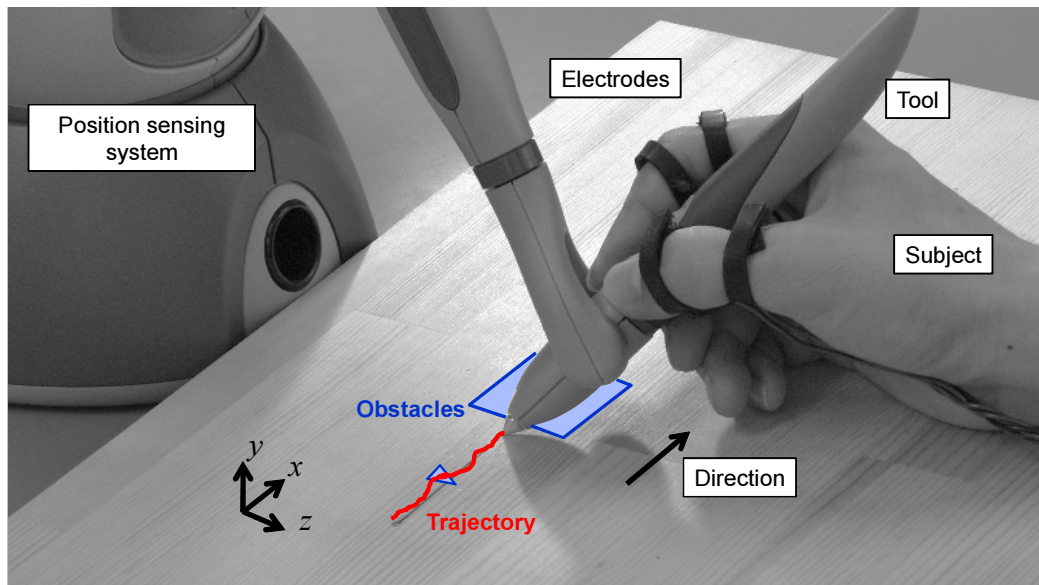 Electrodes
Tool
Position sensing
system
Subject
Obstacles
y
x
z
Direction
Trajectory